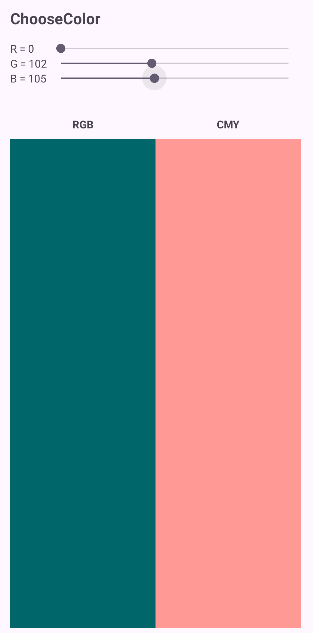 ChooseColor
R = 0
G = 102
B = 105
RGB CMY